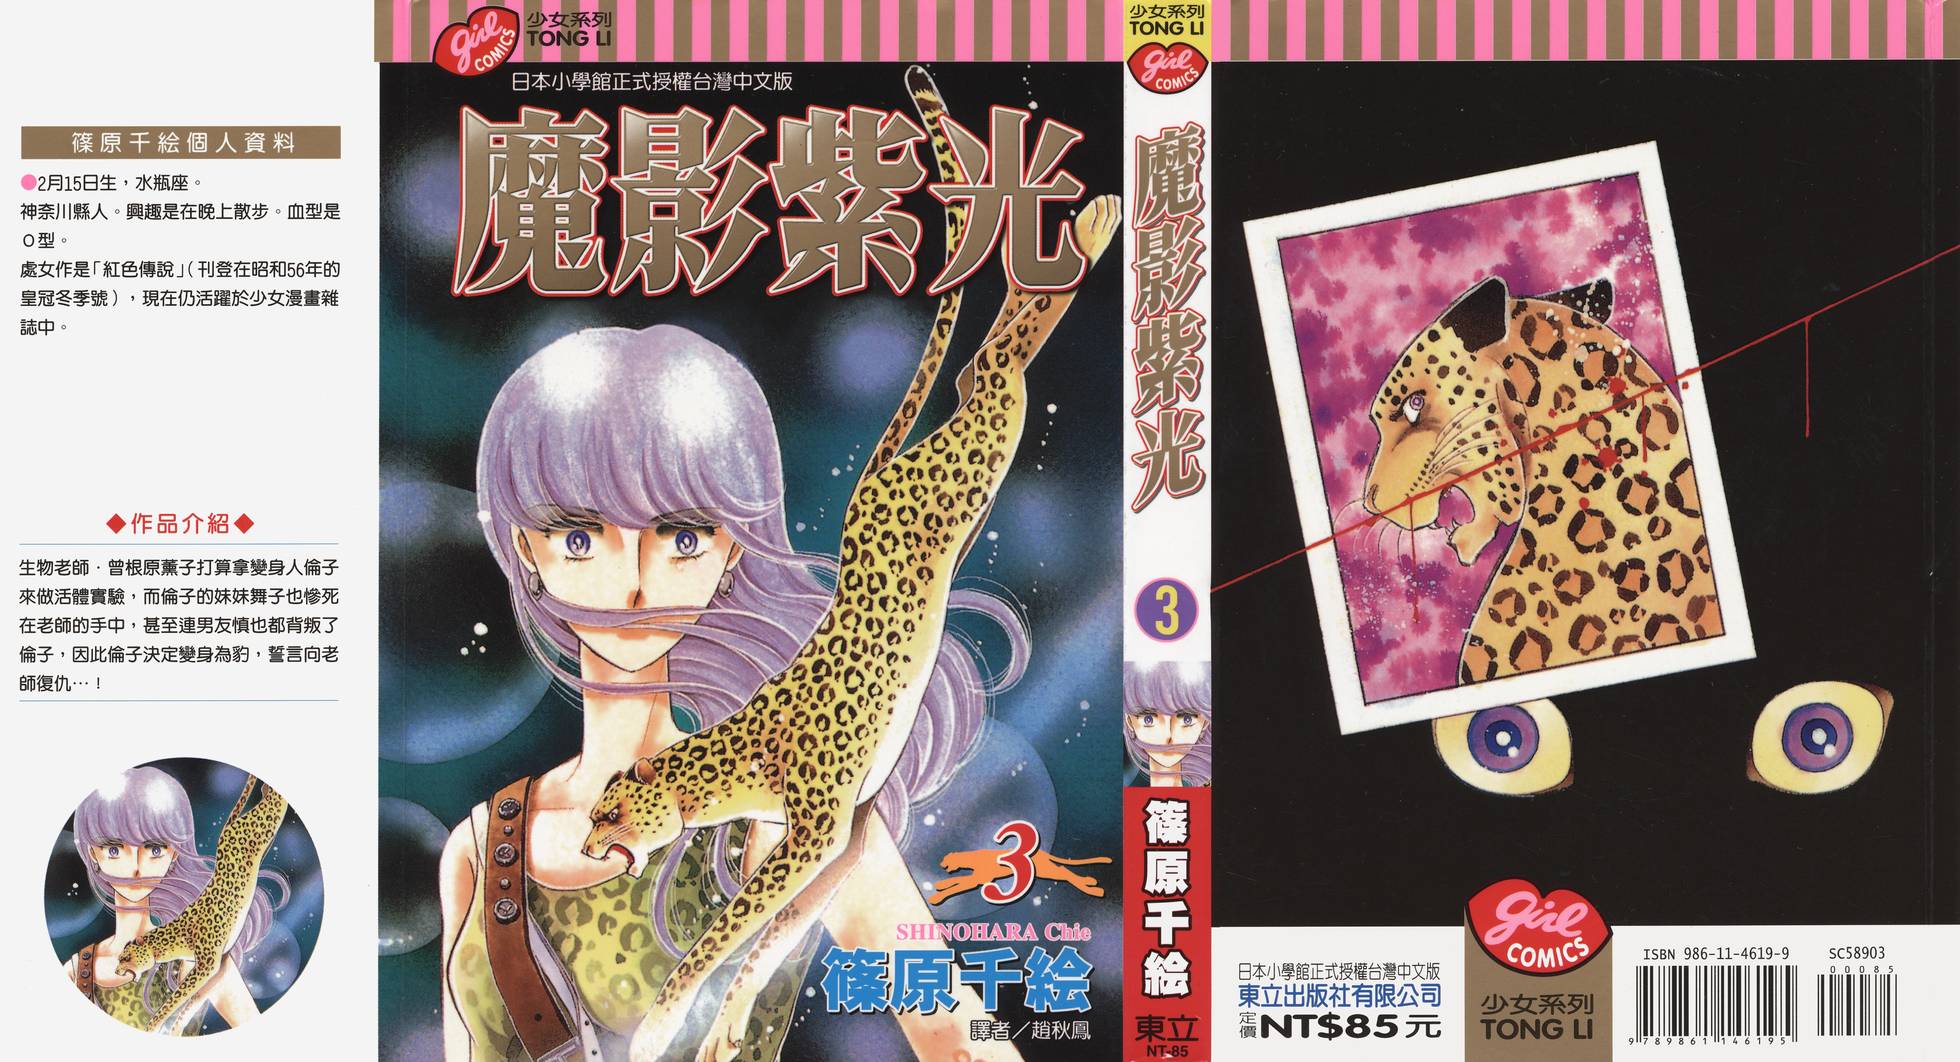 篠原千絵個人資料
●2月15日生，水瓶座。
神奈川縣人。興趣是在晚上散步。血型是
O型。
處女作是「紅色傳說」（刊登在昭和56年的
皇冠冬季號），現在仍活躍於少女漫畫雜
誌中。
◆作品介紹◆
生物老師．曾根原薰子打算拿變身人倫子
來做活體實驗，而倫子的妹妹舞子也慘死
在老師的手中，甚至連男友慎也都背叛了
倫子，因此倫子決定變身為豹，誓言向老
師復仇…！
girl COMICS
少女系列
TONG LI
日本小學館正式授權台灣中文版
魔影紫光
3
SHINOHARA Chie
篠原千絵
譯者／趙秋鳳
少女系列
TONG LI
girl COMICS
魔影紫光
3
篠原千絵
東立
NT-85
日本小學館正式授權台灣中文版
東立出版社有限公司
定價NT$85元
girl COMICS
少女系列
TONG LI
ISBN 986-11-4619-9
9 789861 146195
SC58903
00085